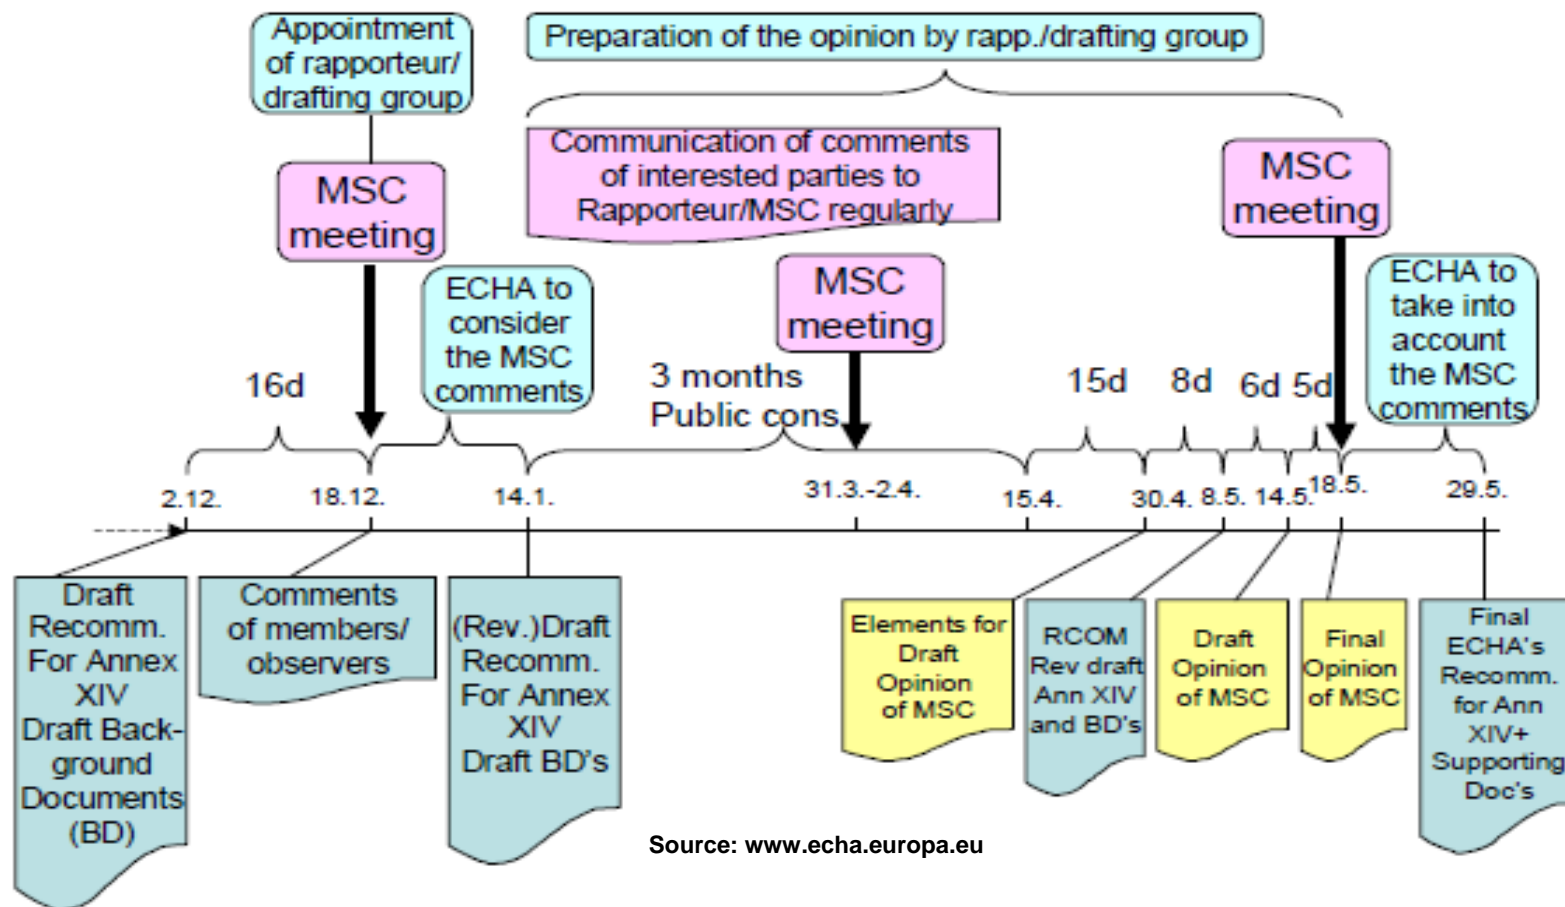 Appointment
of rapporteur/
drafting group
Preparation of the opinion by rapp./drafting group
Communication of comments
of interested parties to
Rapporteur/MSC regularly
MSC
meeting
MSC
meeting
MSC
meeting
ECHA to
consider
the MSC
comments
ECHA to
take into
account
the MSC
comments
16d
3 months
Public cons
15d
8d
6d
5d
2.12.
18.12.
14.1.
31.3.-2.4.
15.4.
30.4.
8.5.
14.5.
18.5.
29.5.
Draft
Recomm.
For Annex
XIV
Draft Back-
ground
Documents
(BD)
Comments
of members/
observers
(Rev.)Draft
Recomm.
For Annex
XIV
Draft BD's
Elements for
Draft
Opinion
of MSC
RCOM
Rev draft
Ann XIV
and BD's
Draft
Opinion
of MSC
Final
Opinion
of MSC
Final
ECHA's
Recomm.
for Ann
XIV+
Supporting
Doc's
Source: www.echa.europa.eu